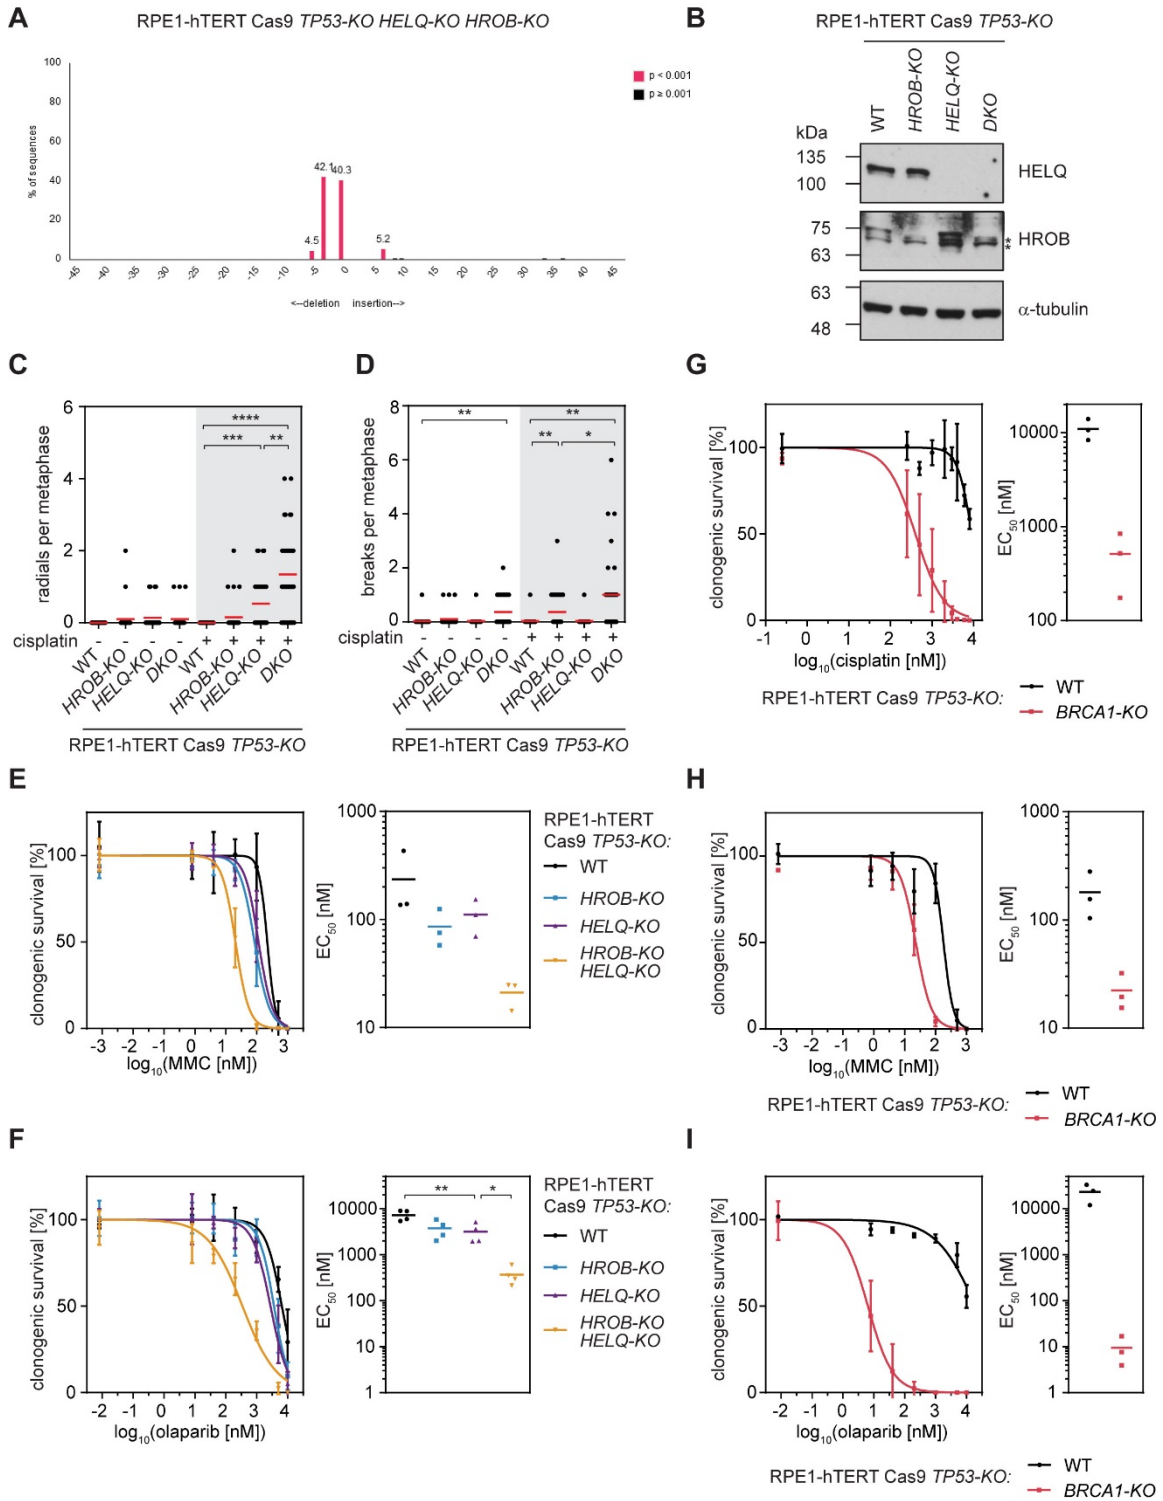 A
RPE1-hTERT Cas9 TP53-KO HELQ-KO HROB-KO
% of sequences
100
80
60
40
20
0
4.5
42.1
40.3
5.2
-45 -40 -35 -30 -25 -20 -15 -10 -5 0 5 10 15 20 25 30 35 40 45
<--deletion insertion-->
p < 0.001
p ≥ 0.001
B
RPE1-hTERT Cas9 TP53-KO
WT HROB-KO HELQ-KO DKO
kDa
135
100
HELQ
75
63
HROB
*
*
63
48
α-tubulin
C
radials per metaphase
6
4
2
0
****
*** **
cisplatin - - - - + + + +
WT HROB-KO HELQ-KO DKO WT HROB-KO HELQ-KO DKO
RPE1-hTERT Cas9 TP53-KO
D
breaks per metaphase
8
6
4
2
0
** **
** *
cisplatin - - - - + + + +
WT HROB-KO HELQ-KO DKO WT HROB-KO HELQ-KO DKO
RPE1-hTERT Cas9 TP53-KO
G
clonogenic survival [%]
100
50
0
-1 0 1 2 3 4
log10(cisplatin [nM])
EC50 [nM]
10000
1000
100
RPE1-hTERT Cas9 TP53-KO:
WT
BRCA1-KO
E
clonogenic survival [%]
100
50
0
-3 -2 -1 0 1 2 3
log10(MMC [nM])
EC50 [nM]
1000
100
10
RPE1-hTERT
Cas9 TP53-KO:
WT
HROB-KO
HELQ-KO
HROB-KO
HELQ-KO
H
clonogenic survival [%]
100
50
0
-3 -2 -1 0 1 2 3
log10(MMC [nM])
EC50 [nM]
1000
100
10
RPE1-hTERT Cas9 TP53-KO:
WT
BRCA1-KO
F
clonogenic survival [%]
100
50
0
-2 -1 0 1 2 3 4
log10(olaparib [nM])
EC50 [nM]
10000
1000
100
10
1
** *
RPE1-hTERT
Cas9 TP53-KO:
WT
HROB-KO
HELQ-KO
HROB-KO
HELQ-KO
I
clonogenic survival [%]
100
50
0
-2 -1 0 1 2 3 4
log10(olaparib [nM])
EC50 [nM]
10000
1000
100
10
1
RPE1-hTERT Cas9 TP53-KO:
WT
BRCA1-KO